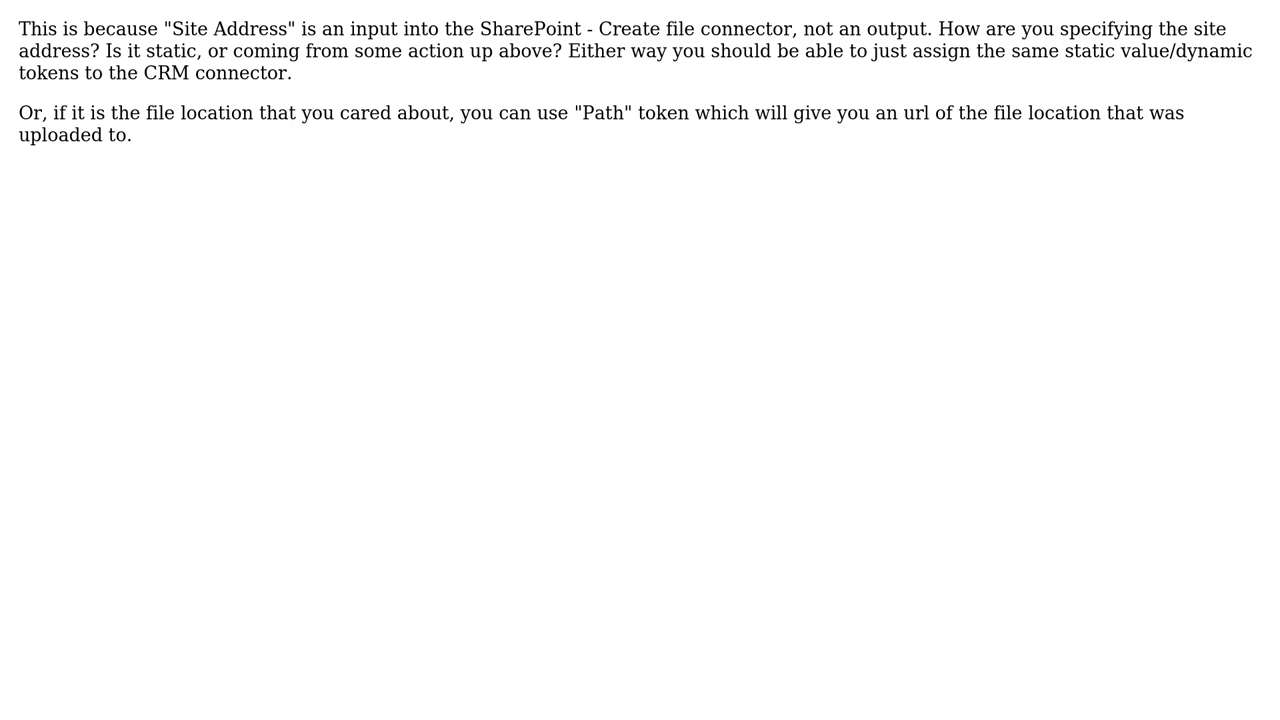 This is because "Site Address" is an input into the SharePoint - Create file connector, not an output. How are you specifying the site
address? Is it static, or coming from some action up above? Either way you should be able to just assign the same static value/dynamic
tokens to the CRM connector.
Or, if it is the file location that you cared about, you can use "Path" token which will give you an url of the file location that was
uploaded to.